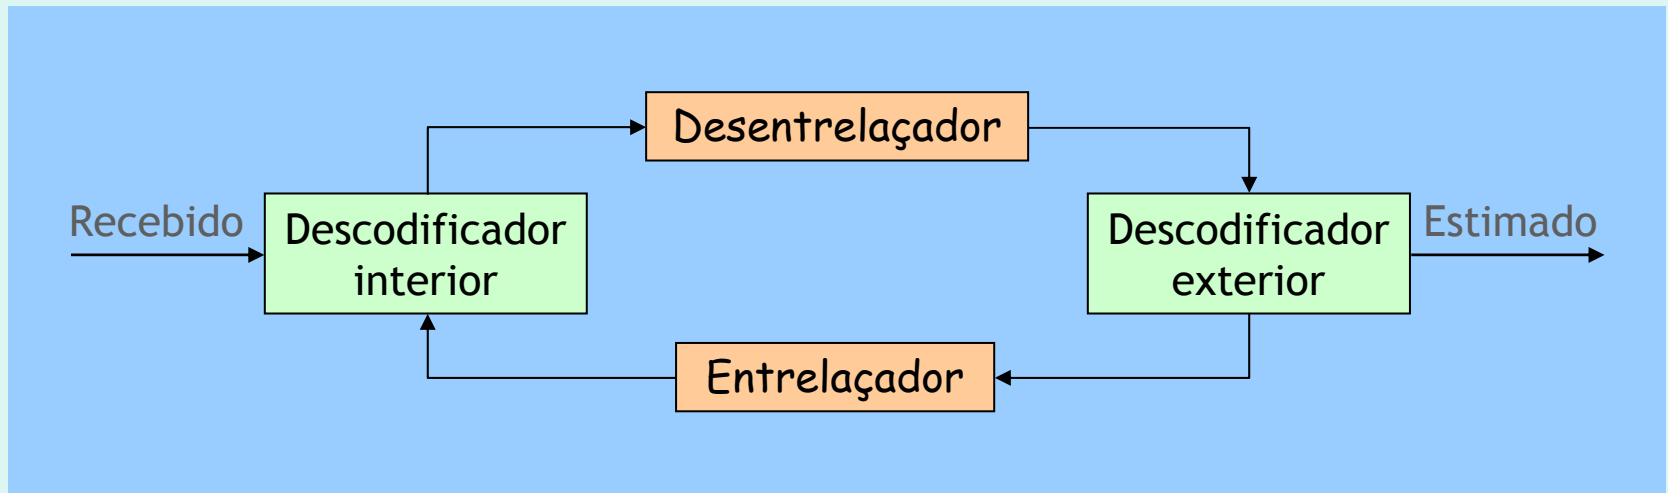 Desentrelaçador
Recebido
Descodificador
interior
Descodificador
exterior
Estimado
Entrelaçador